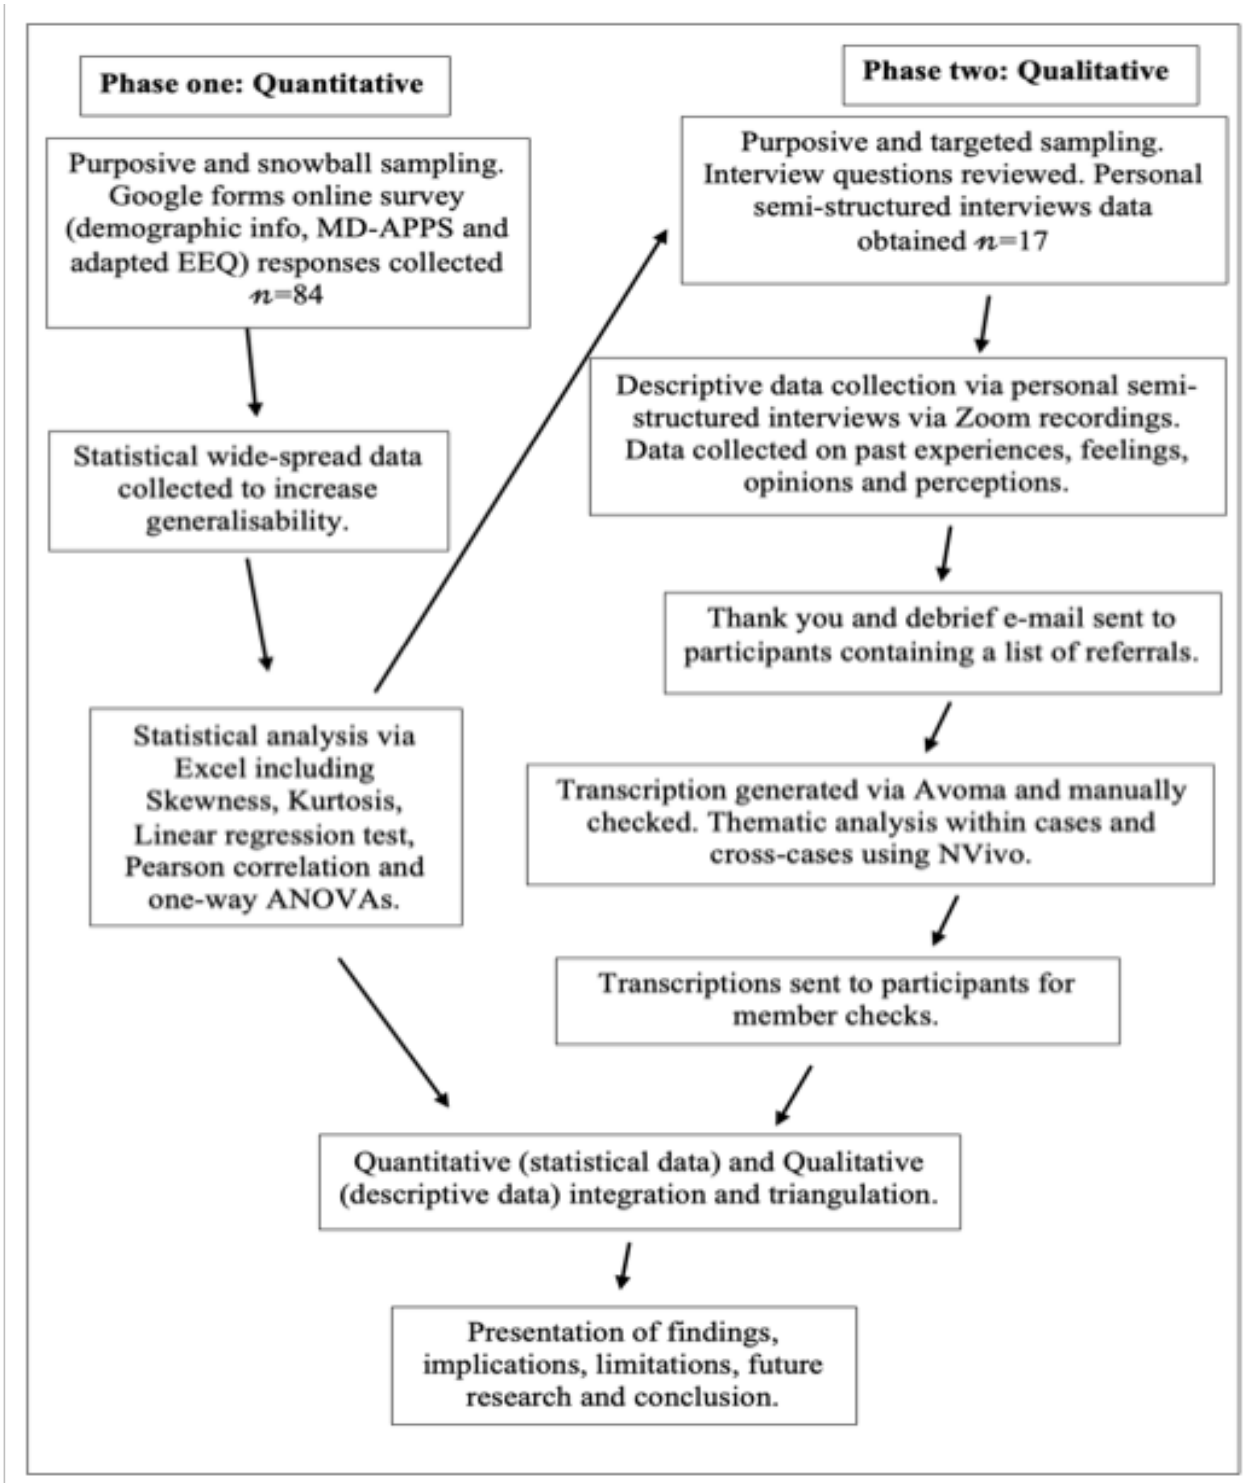 Phase one: Quantitative
Purposive and snowball sampling.
Google forms online survey
(demographic info, MD-APPS and
adapted EEQ) responses collected
n=84
Statistical wide-spread data
collected to increase
generalisability.
Statistical analysis via
Excel including
Skewness, Kurtosis,
Linear regression test,
Pearson correlation and
one-way ANOVAs.
Phase two: Qualitative
Purposive and targeted sampling.
Interview questions reviewed. Personal
semi-structured interviews data
obtained n=17
Descriptive data collection via personal semi-
structured interviews via Zoom recordings.
Data collected on past experiences, feelings,
opinions and perceptions.
Thank you and debrief e-mail sent to
participants containing a list of referrals.
Transcription generated via Avoma and manually
checked. Thematic analysis within cases and
cross-cases using NVivo.
Transcriptions sent to participants for
member checks.
Quantitative (statistical data) and Qualitative
(descriptive data) integration and triangulation.
Presentation of findings,
implications, limitations, future
research and conclusion.